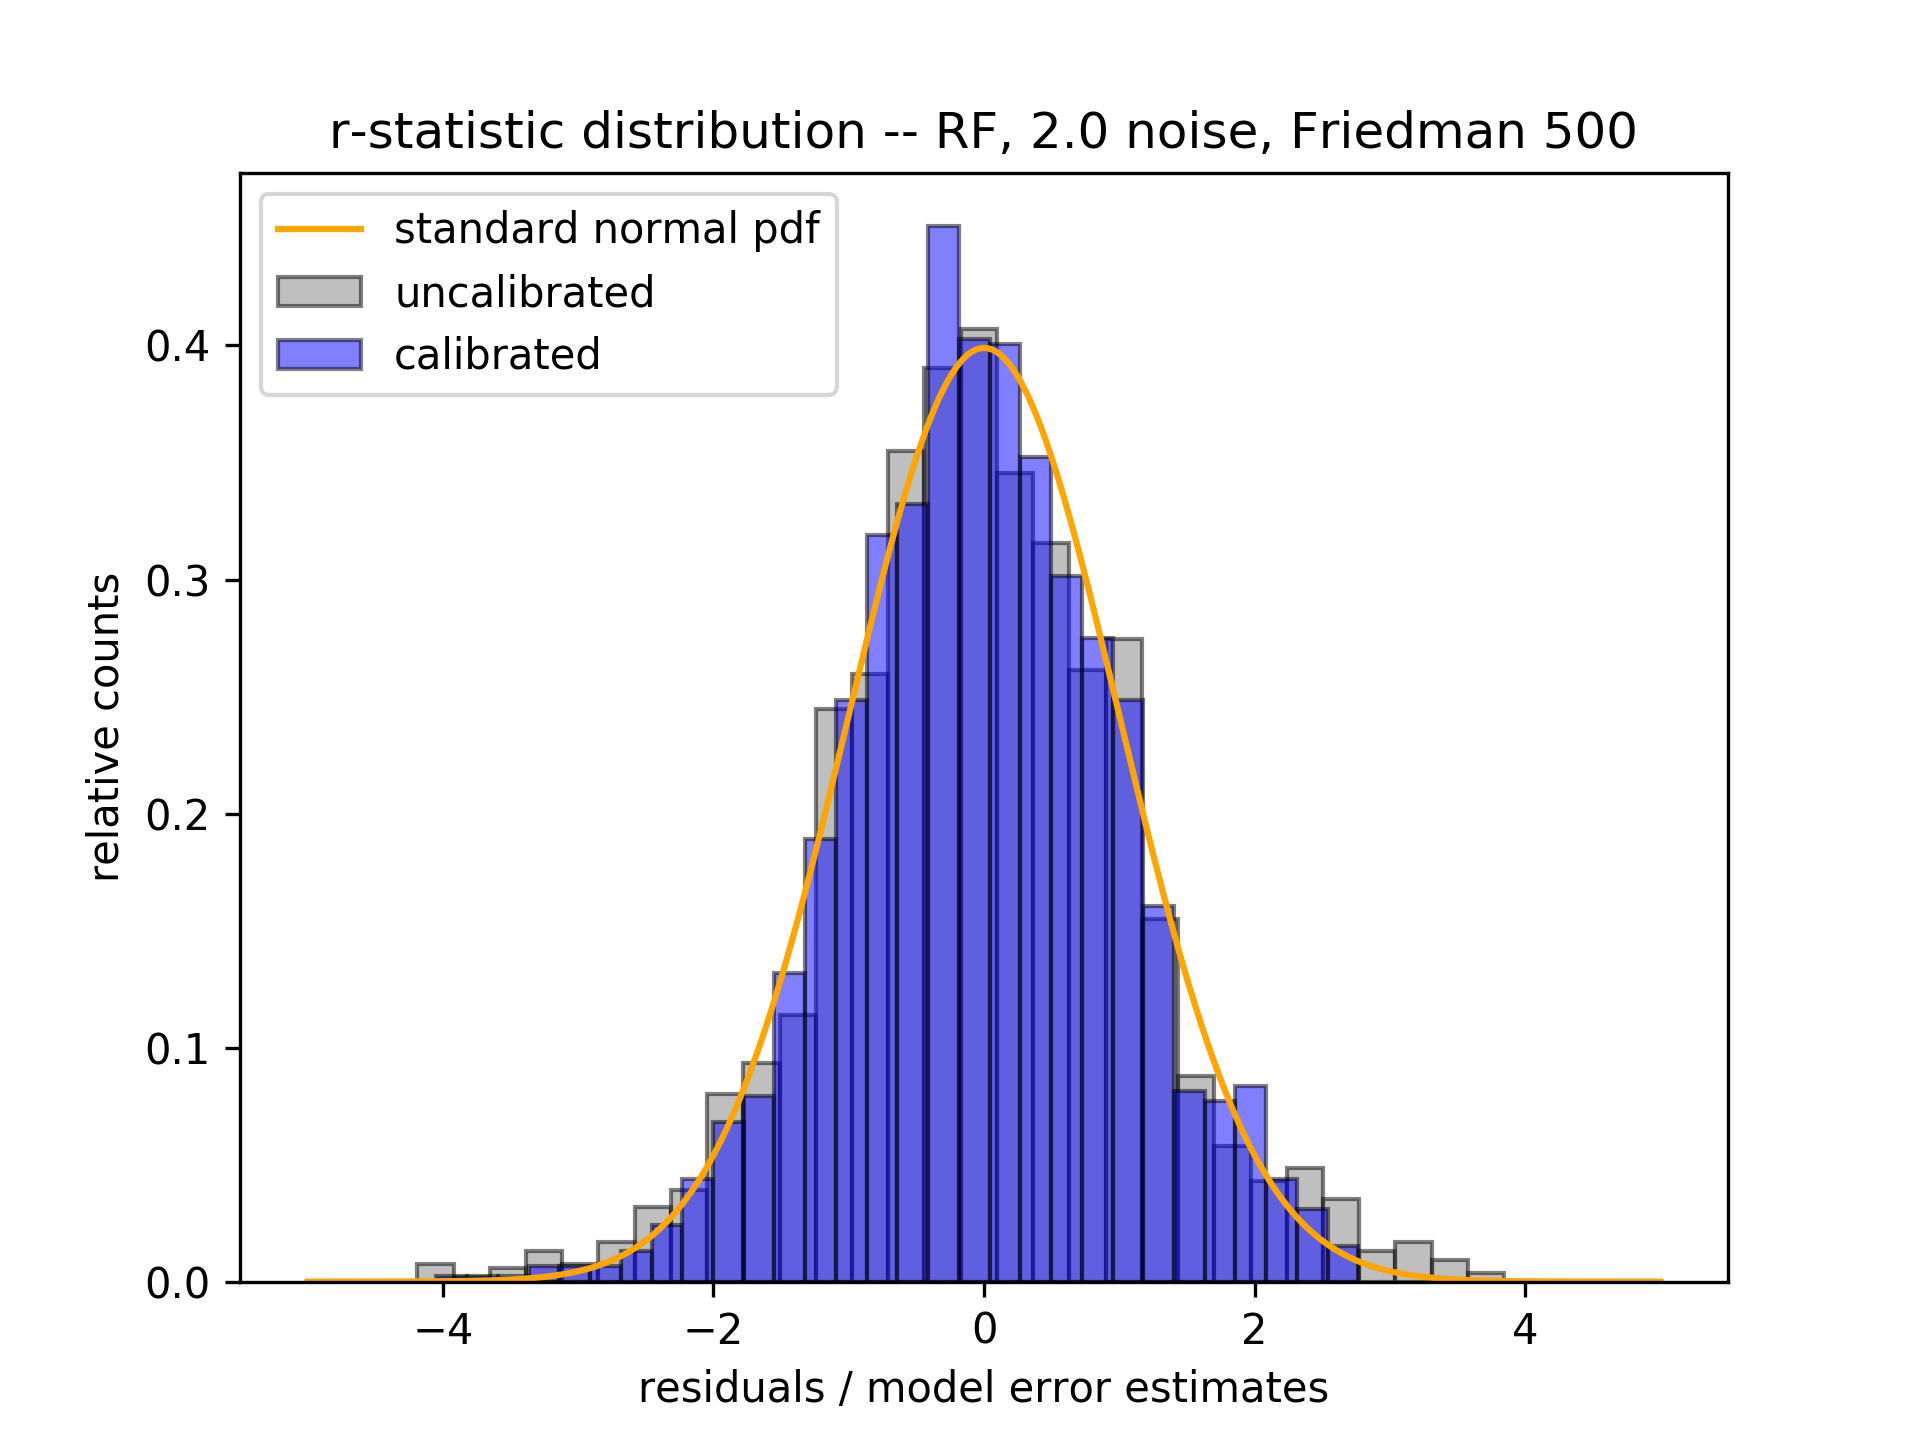 r-statistic distribution -- RF, 2.0 noise, Friedman 500
standard normal pdf
uncalibrated
calibrated
0.4
0.3
0.2
0.1
0.0
relative counts
−4
−2
0
2
4
residuals / model error estimates